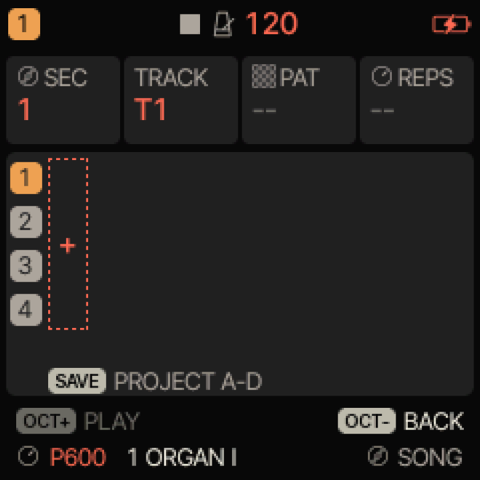 1 120
SEC TRACK PAT REPS
1 T1 -- --
1
2
+
3
4
SAVE PROJECT A-D
OCT+ PLAY OCT- BACK
P600 1 ORGAN I SONG